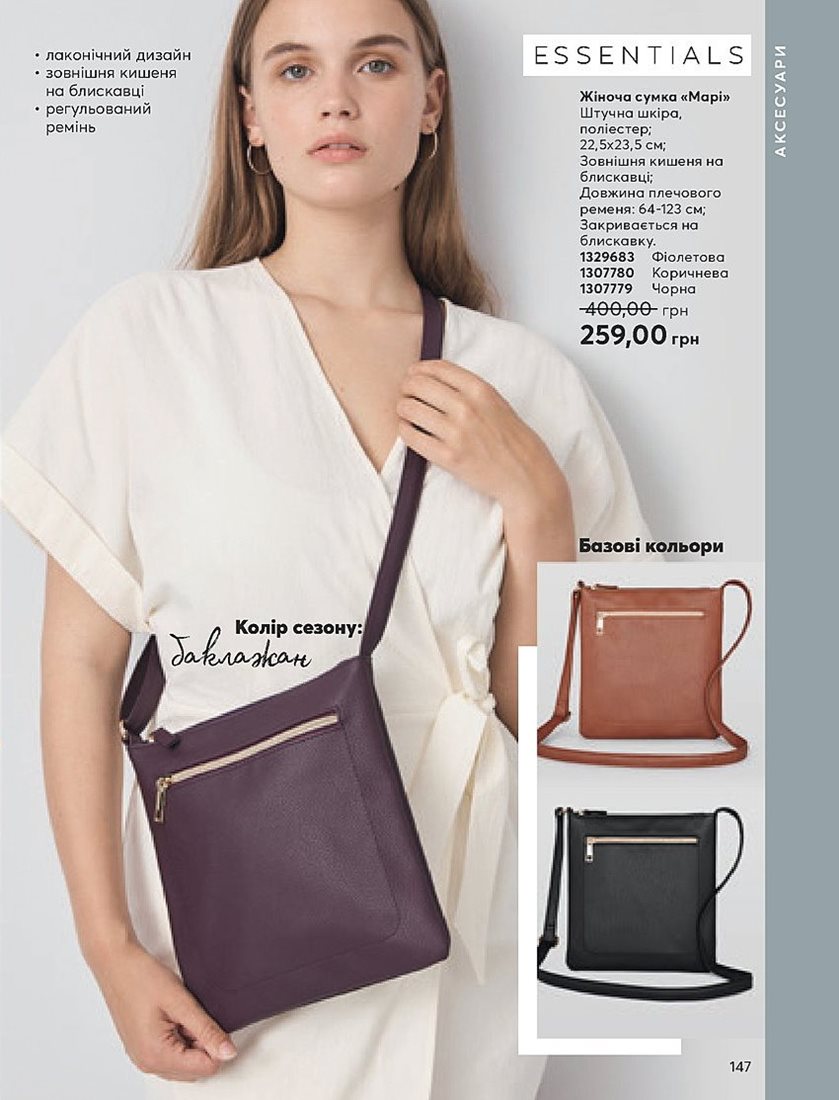 • лаконічний дизайн
• зовнішня кишеня
на блискавці
• регульований
ремінь
ESSENTIALS
АКСЕСУАРИ
Жіноча сумка «Марі»
Штучна шкіра,
поліестер;
22,5х23,5 см;
Зовнішня кишеня на
блискавці;
Довжина плечового
ременя: 64-123 см;
Закривається на
блискавку.
1329683 Фіолетова
1307780 Коричнева
1307779 Чорна
400,00 грн
259,00 грн
Базові кольори
Колір сезону:
баклажан
147